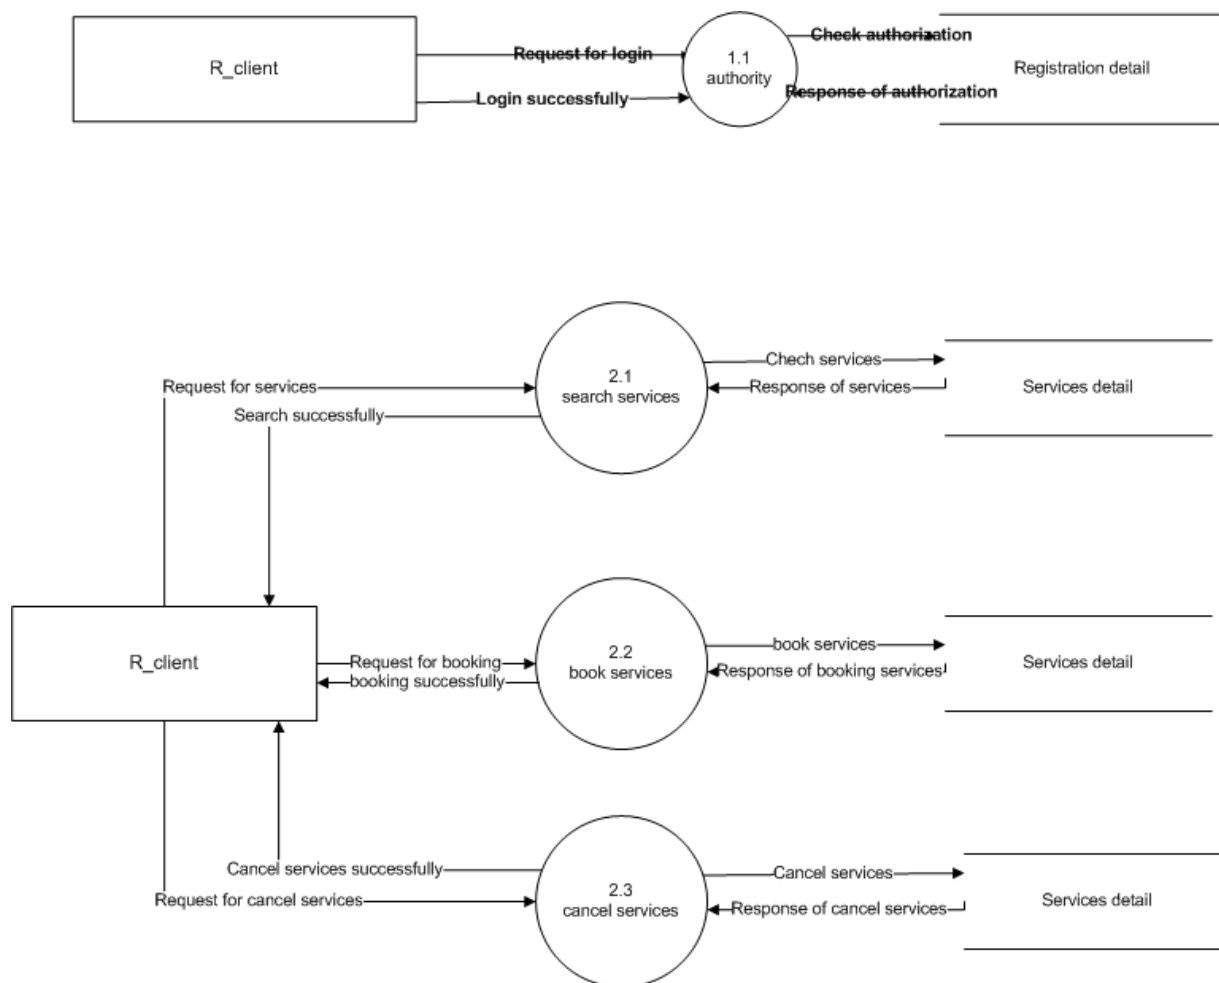 R_client
Request for login
Login successfully
1.1
authority
Check authorization
Response of authorization
Registration detail
Request for services
Search successfully
2.1
search services
Chech services
Response of services
Services detail
R_client
Request for booking
booking successfully
2.2
book services
book services
Response of booking services
Services detail
Cancel services successfully
Request for cancel services
2.3
cancel services
Cancel services
Response of cancel services
Services detail